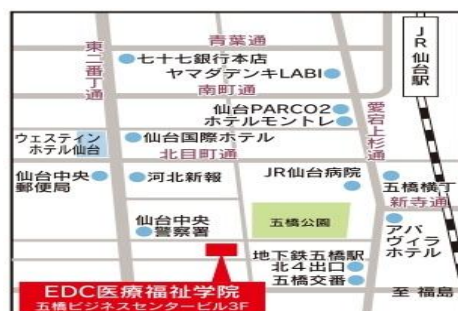 青葉通
JR仙台駅
東二番丁通
七十七銀行本店
ヤマダデンキLABI
南町通
仙台PARCO2
ホテルモントレ
愛宕上杉通
ウェスティン
ホテル仙台
仙台国際ホテル
北目町通
仙台中央
郵便局
河北新報
JR仙台病院
五橋横丁
新寺通
仙台中央
警察署
五橋公園
アパ
ヴィラ
ホテル
地下鉄五橋駅
北4出口
五橋交番
至 福島
EDC医療福祉学院
五橋ビジネスセンタービル3F